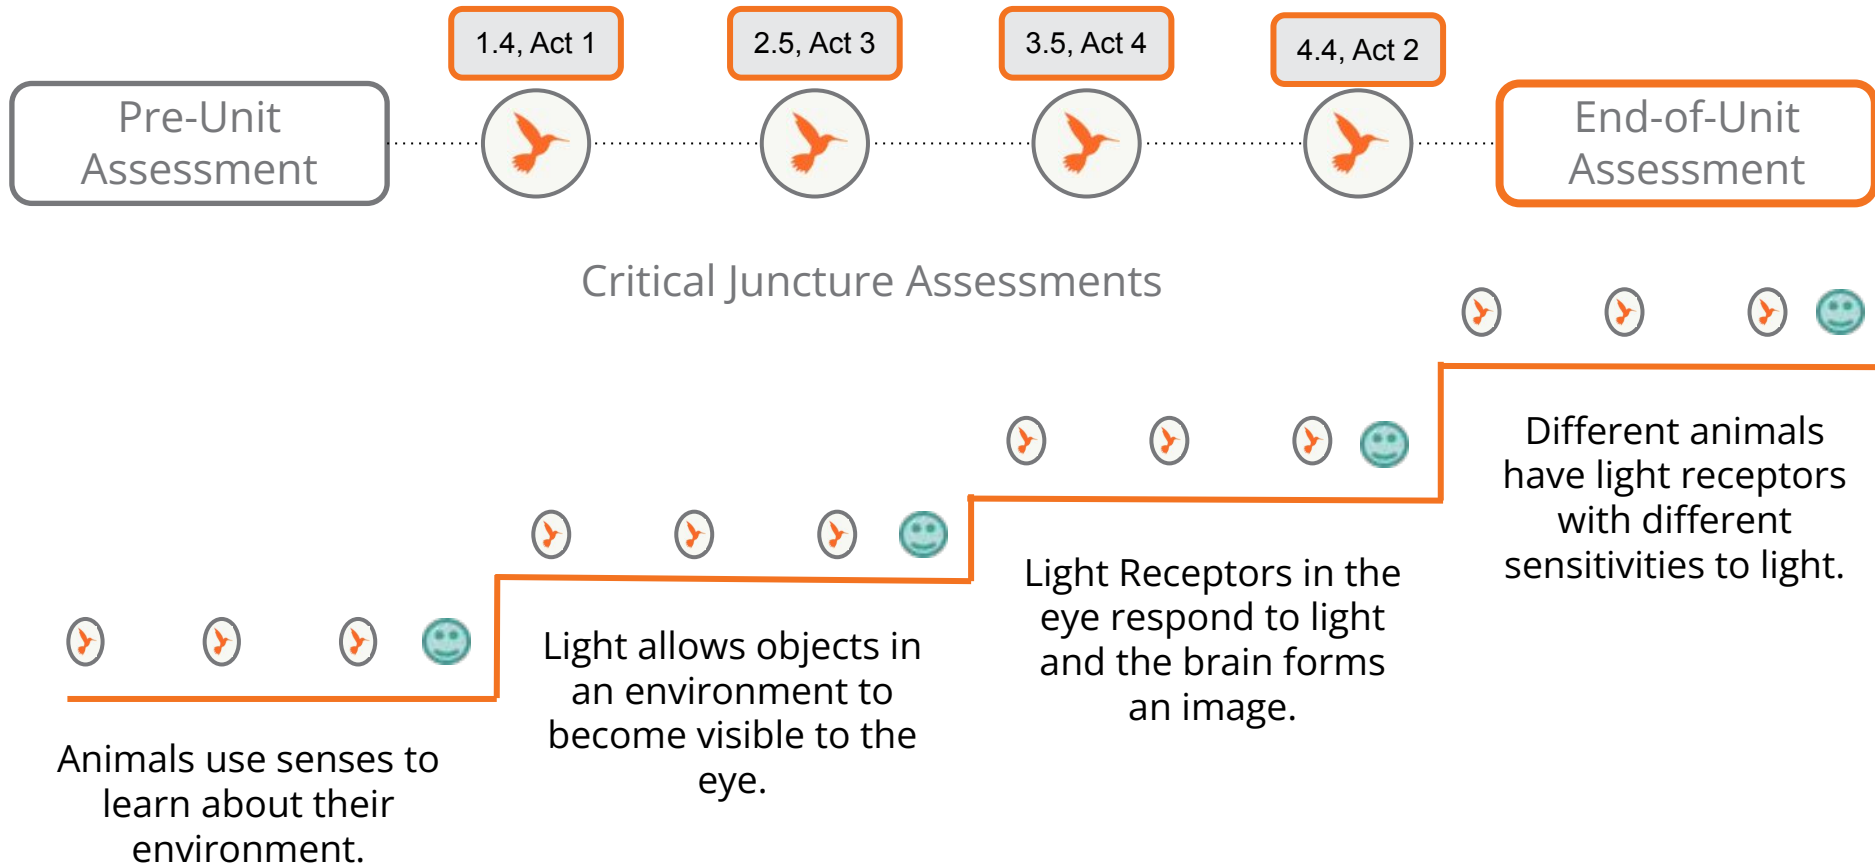 1.4, Act 1
2.5, Act 3
3.5, Act 4
4.4, Act 2
Pre-Unit
Assessment
End-of-Unit
Assessment
Critical Juncture Assessments
Animals use senses to
learn about their
environment.
Light allows objects in
an environment to
become visible to the
eye.
Light Receptors in the
eye respond to light
and the brain forms
an image.
Different animals
have light receptors
with different
sensitivities to light.